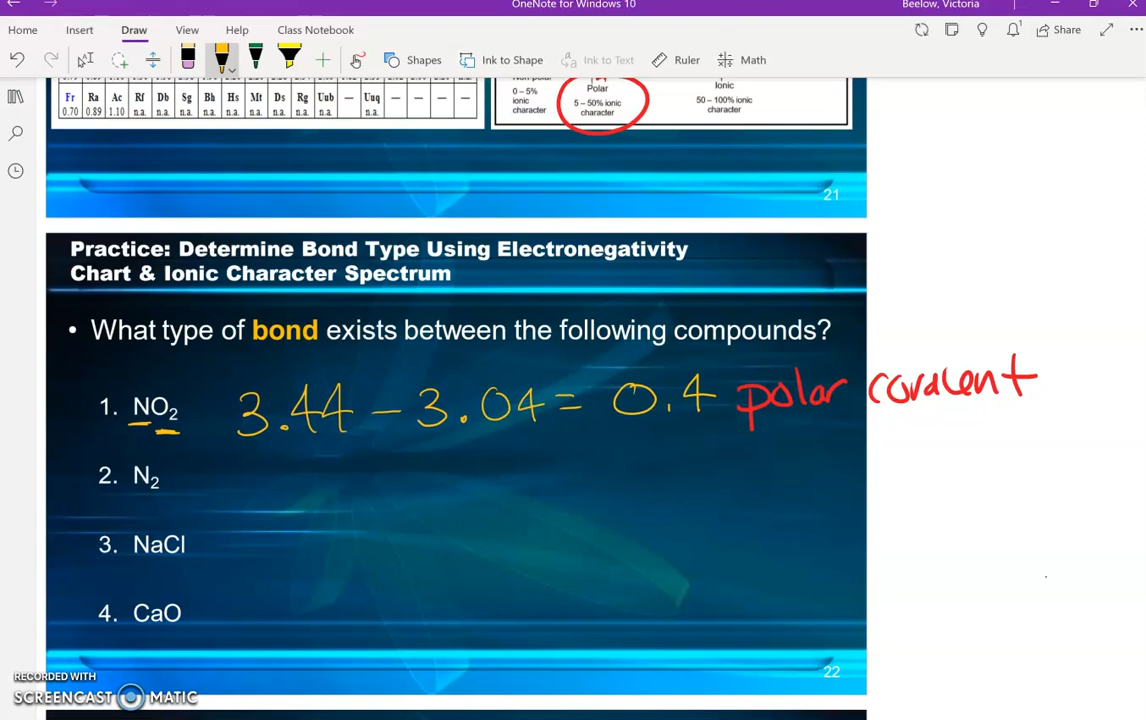 OneNote for Windows 10
Beelow, Victoria
Home Insert Draw View Help Class Notebook
Share
Shapes Ink to Shape Ink to Text Ruler Math
Fr Ra Ac Rf Db Sg Bh Hs Mt Ds Rg Uub — Uuq — — —
0.70 0.89 1.10 n.a. n.a. n.a. n.a. n.a. n.a. n.a. n.a. n.a. — n.a. — — —
0 – 5% ionic character
Polar
5 – 50% ionic character
Ionic
50 – 100% ionic character
21
Practice: Determine Bond Type Using Electronegativity
Chart & Ionic Character Spectrum
• What type of bond exists between the following compounds?
1. NO2 3.44 – 3.04 = 0.4 polar covalent
2. N2
3. NaCl
4. CaO
22
RECORDED WITH
SCREENCAST MATIC